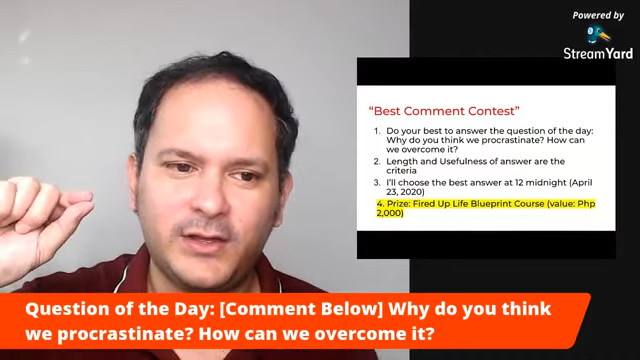 Powered by
StreamYard
"Best Comment Contest"
1. Do your best to answer the question of the day:
Why do you think we procrastinate? How can
we overcome it?
2. Length and Usefulness of answer are the
criteria
3. I'll choose the best answer at 12 midnight (April
23, 2020)
4. Prize: Fired Up Life Blueprint Course (value: Php
2,000)
Question of the Day: [Comment Below] Why do you think
we procrastinate? How can we overcome it?